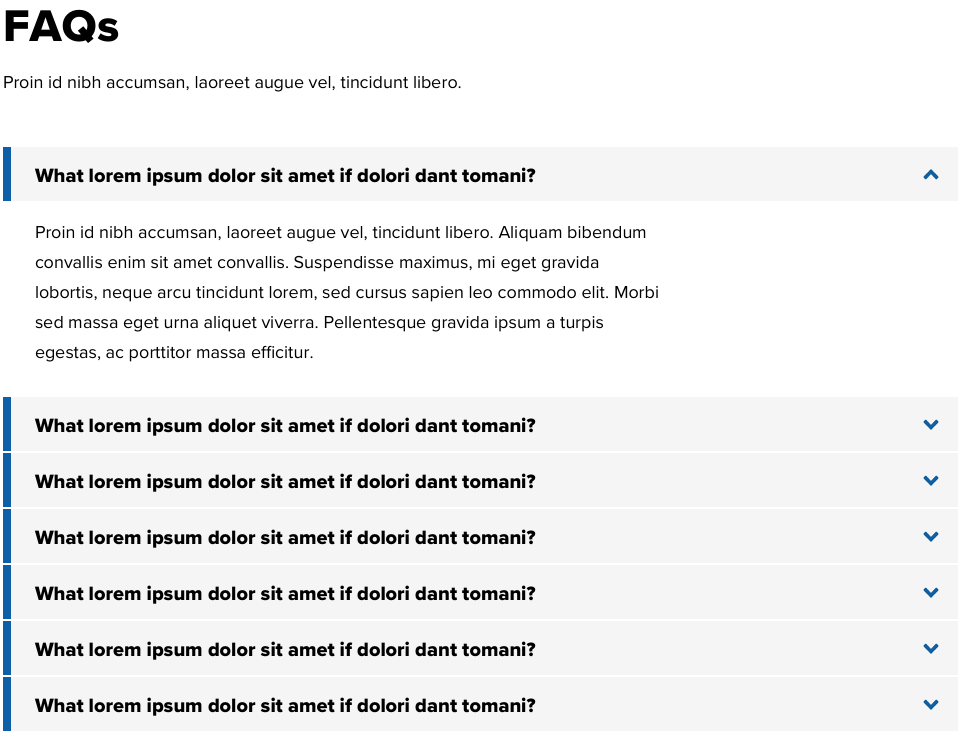 FAQs
Proin id nibh accumsan, laoreet augue vel, tincidunt libero.
What lorem ipsum dolor sit amet if dolori dant tomani?
Proin id nibh accumsan, laoreet augue vel, tincidunt libero. Aliquam bibendum
convallis enim sit amet convallis. Suspendisse maximus, mi eget gravida
lobortis, neque arcu tincidunt lorem, sed cursus sapien leo commodo elit. Morbi
sed massa eget urna aliquet viverra. Pellentesque gravida ipsum a turpis
egestas, ac porttitor massa efficitur.
What lorem ipsum dolor sit amet if dolori dant tomani?
What lorem ipsum dolor sit amet if dolori dant tomani?
What lorem ipsum dolor sit amet if dolori dant tomani?
What lorem ipsum dolor sit amet if dolori dant tomani?
What lorem ipsum dolor sit amet if dolori dant tomani?
What lorem ipsum dolor sit amet if dolori dant tomani?